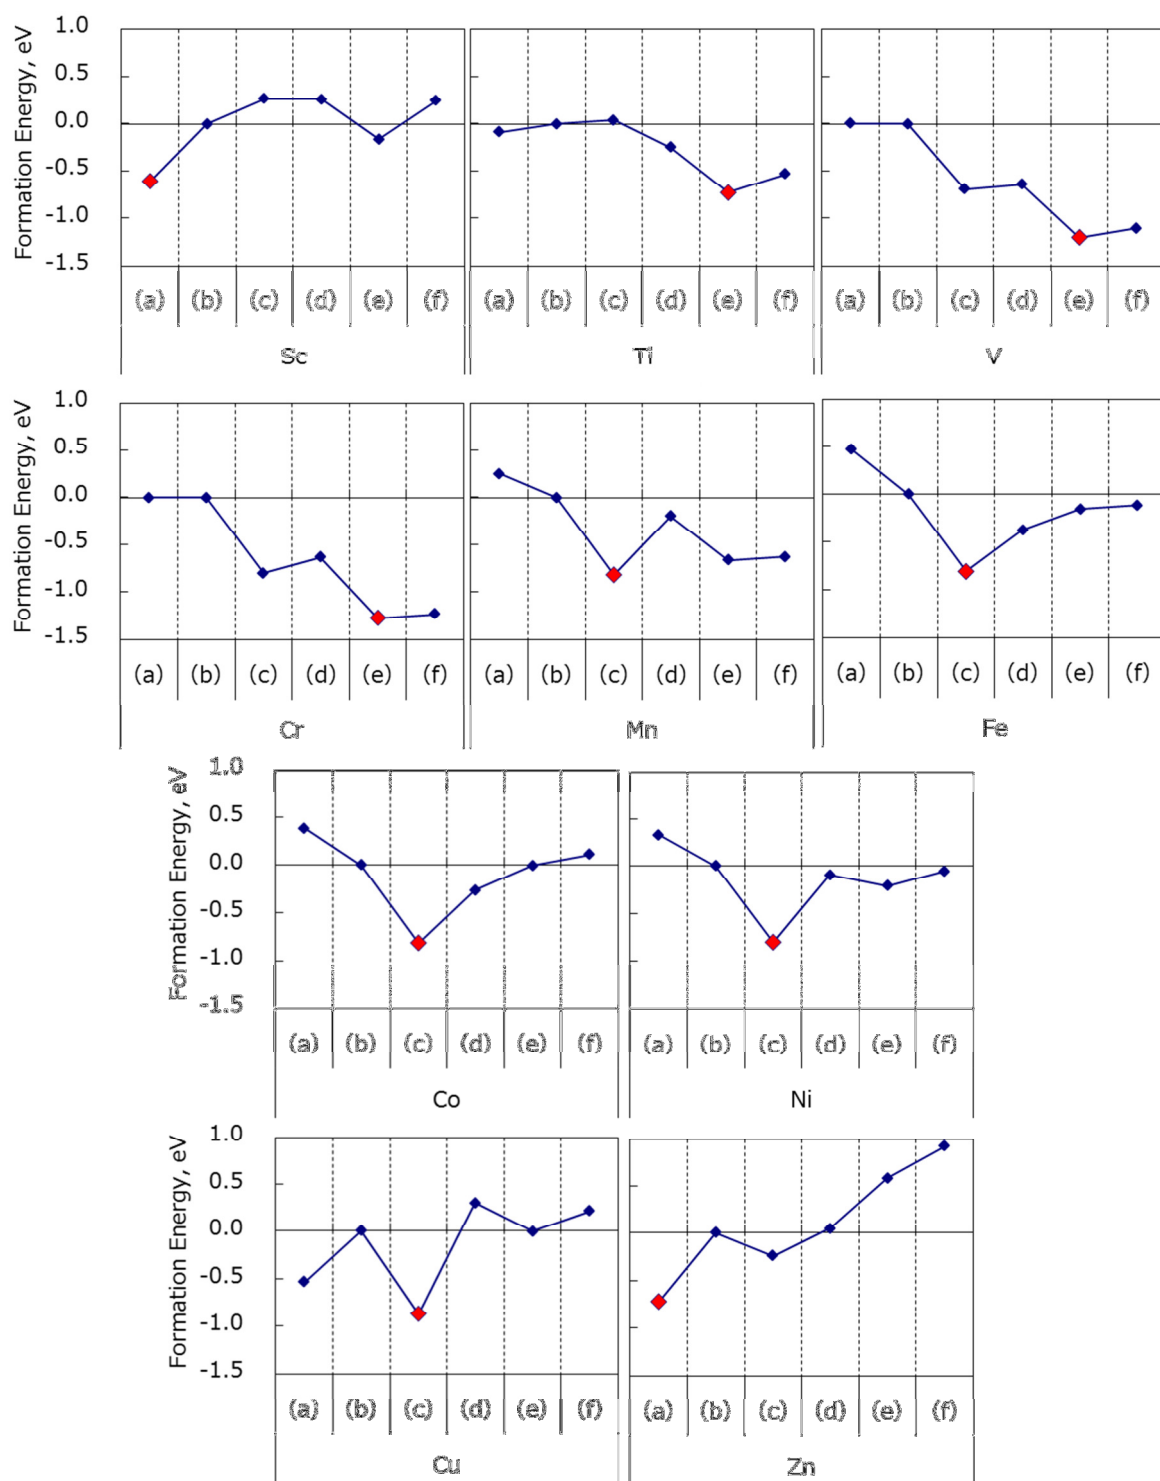 Formation Energy, eV
1.0
0.5
0.0
-0.5
-1.0
-1.5
(a) (b) (c) (d) (e) (f) (a) (b) (c) (d) (e) (f) (a) (b) (c) (d) (e) (f)
Sc Ti V
Formation Energy, eV
1.0
0.5
0.0
-0.5
-1.0
-1.5
(a) (b) (c) (d) (e) (f) (a) (b) (c) (d) (e) (f) (a) (b) (c) (d) (e) (f)
Cr Mn Fe
Formation Energy, eV
1.0
0.5
0.0
-0.5
-1.0
-1.5
(a) (b) (c) (d) (e) (f) (a) (b) (c) (d) (e) (f)
Co Ni
Formation Energy, eV
1.0
0.5
0.0
-0.5
-1.0
-1.5
(a) (b) (c) (d) (e) (f) (a) (b) (c) (d) (e) (f)
Cu Zn